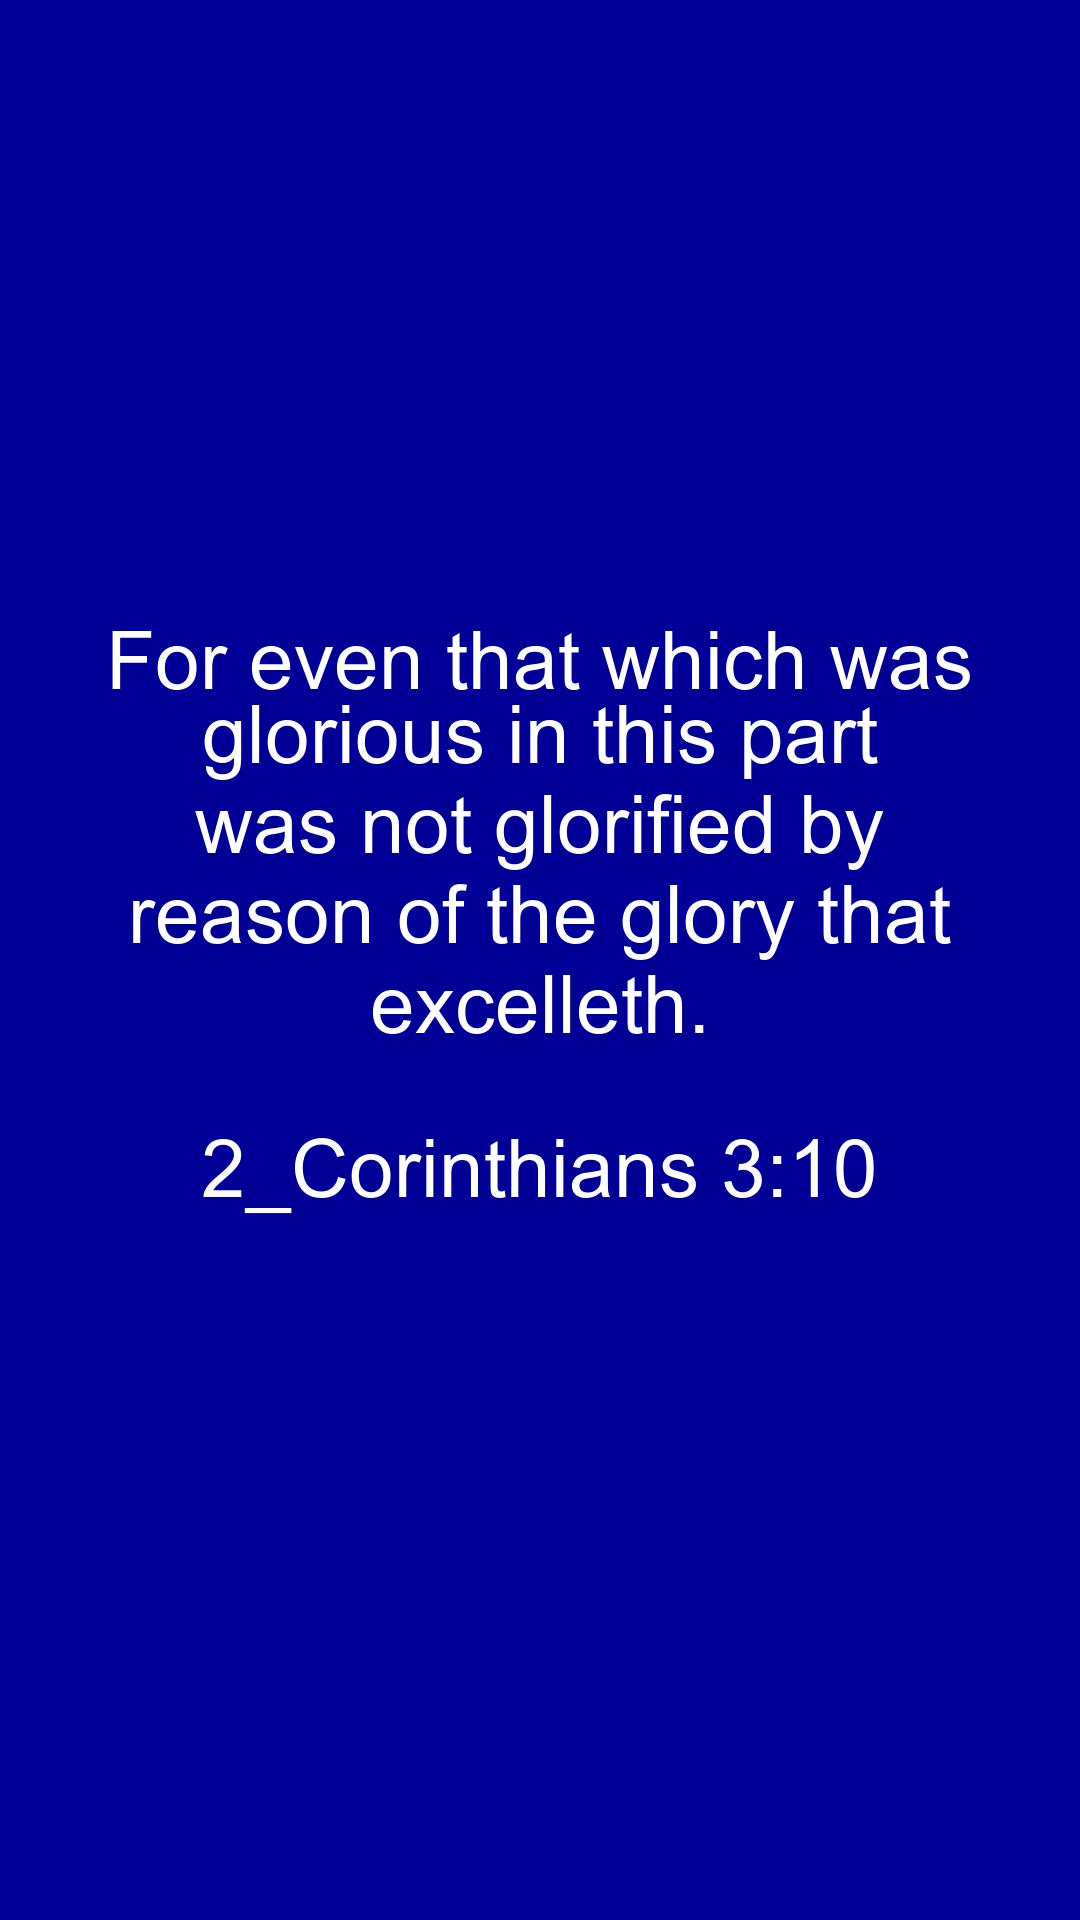 For even that which was
glorious in this part
was not glorified by
reason of the glory that
excelleth.
2_Corinthians 3:10